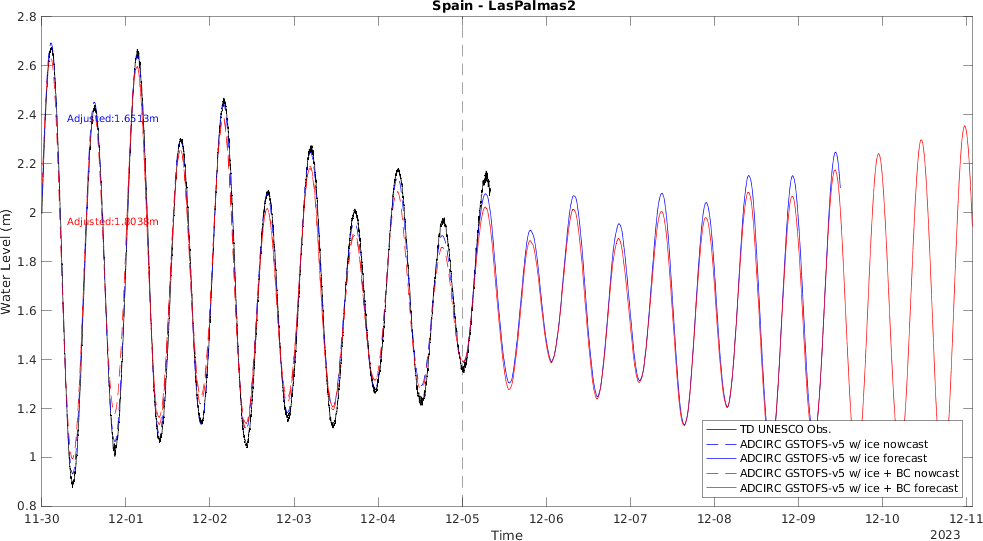 Spain - LasPalmas2
2.8
2.6
2.4
2.2
2
1.8
1.6
1.4
1.2
1
0.8
Water Level (m)
Adjusted:1.6513m
Adjusted:1.8038m
TD UNESCO Obs.
ADCIRC GSTOFS-v5 w/ ice nowcast
ADCIRC GSTOFS-v5 w/ ice forecast
ADCIRC GSTOFS-v5 w/ ice + BC nowcast
ADCIRC GSTOFS-v5 w/ ice + BC forecast
11-30 12-01 12-02 12-03 12-04 12-05 12-06 12-07 12-08 12-09 12-10 12-11
Time
2023